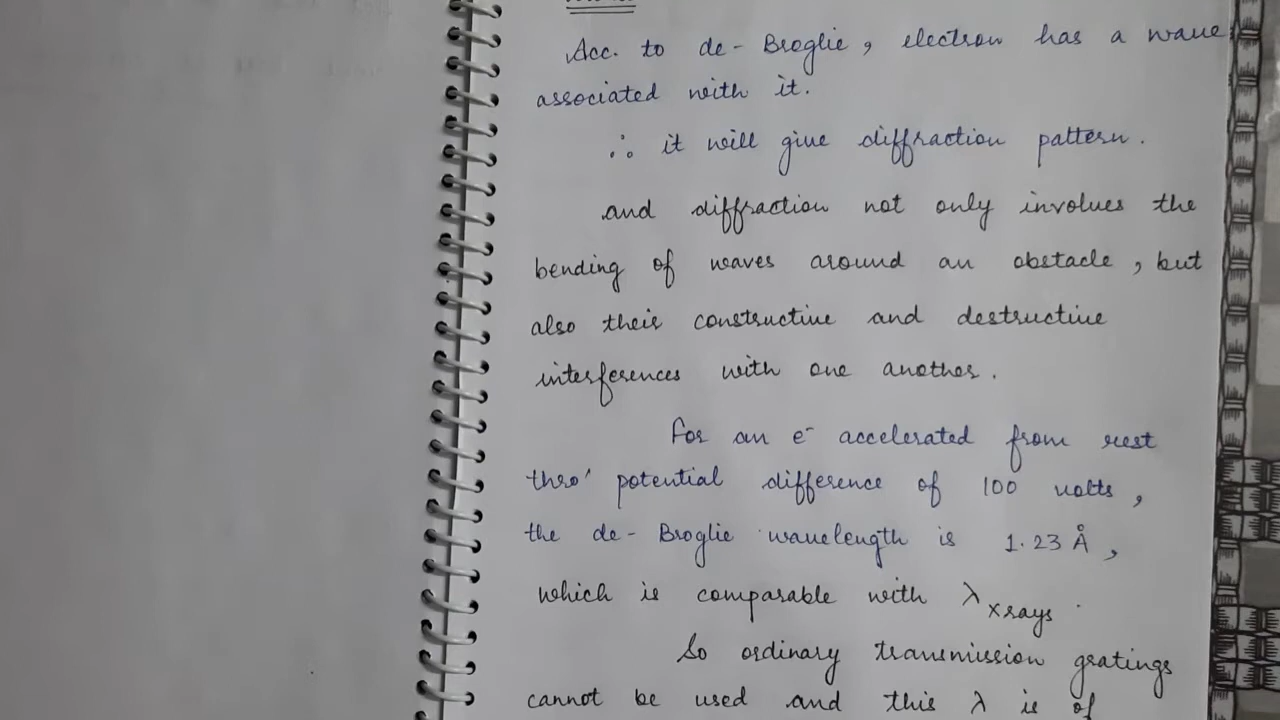 Acc. to de-Broglie, electron has a wave
associated with it.
∴ it will give diffraction pattern.
and diffraction not only involves the
bending of waves around an obstacle, but
also their constructive and destructive
interferences with one another.
For an e⁻ accelerated from rest
thro' potential difference of 100 volts,
the de-Broglie wavelength is 1.23 Å,
which is comparable with λ xrays.
So ordinary transmission gratings
cannot be used and this λ is of